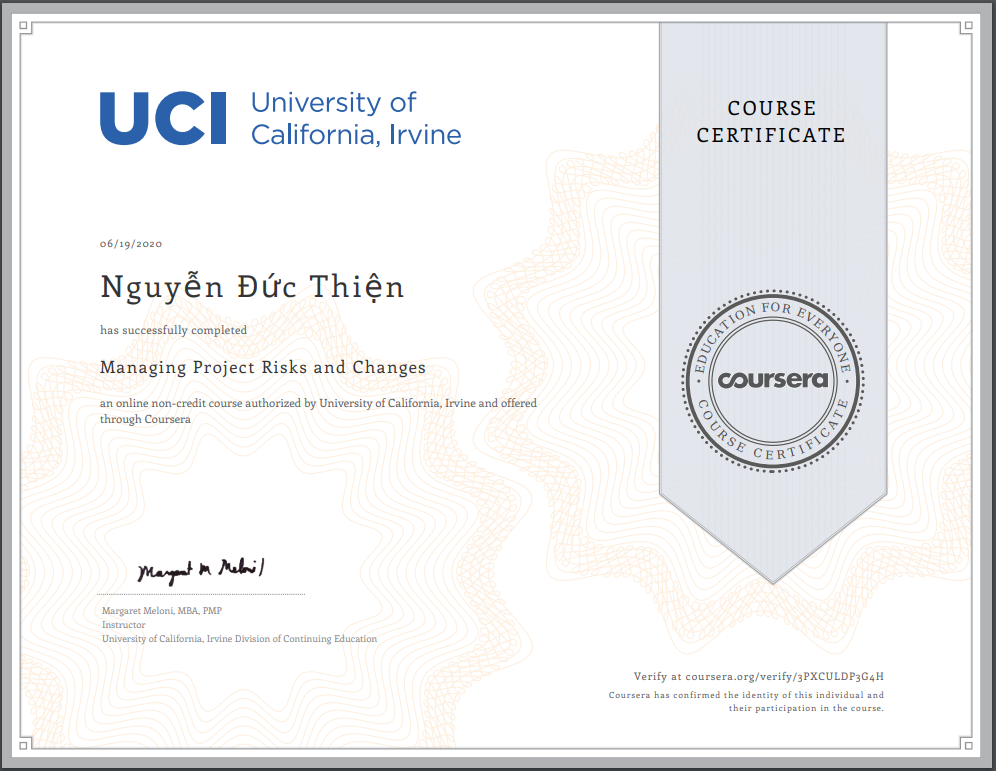 UCI
University of
California, Irvine
COURSE
CERTIFICATE
06/19/2020
Nguyễn Đức Thiện
has successfully completed
Managing Project Risks and Changes
an online non-credit course authorized by University of California, Irvine and offered
through Coursera
EDUCATION FOR EVERYONE
coursera
COURSE CERTIFICATE
Margaret M Meloni
Margaret Meloni, MBA, PMP
Instructor
University of California, Irvine Division of Continuing Education
Verify at coursera.org/verify/3PXCULDP3G4H
Coursera has confirmed the identity of this individual and
their participation in the course.